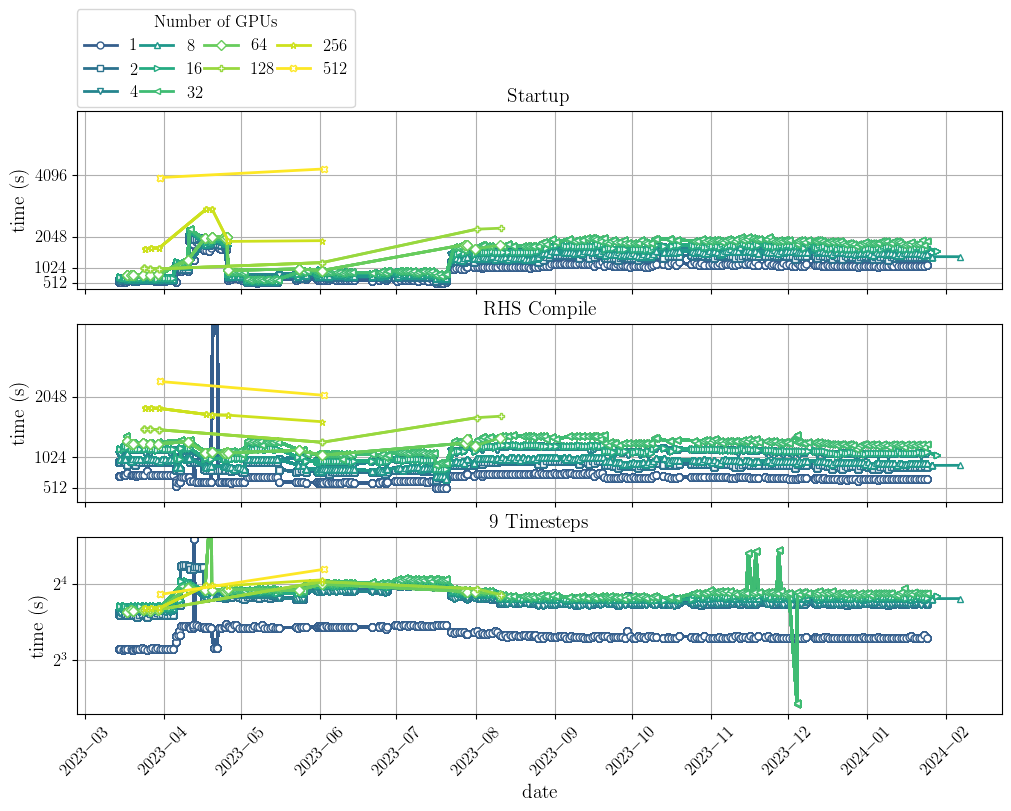 Number of GPUs
1 8 64 256
2 16 128 512
4 32
Startup
time (s)
4096
2048
1024
512
RHS Compile
time (s)
2048
1024
512
9 Timesteps
time (s)
2^4
2^3
2023−03 2023−04 2023−05 2023−06 2023−07 2023−08 2023−09 2023−10 2023−11 2023−12 2024−01 2024−02
date